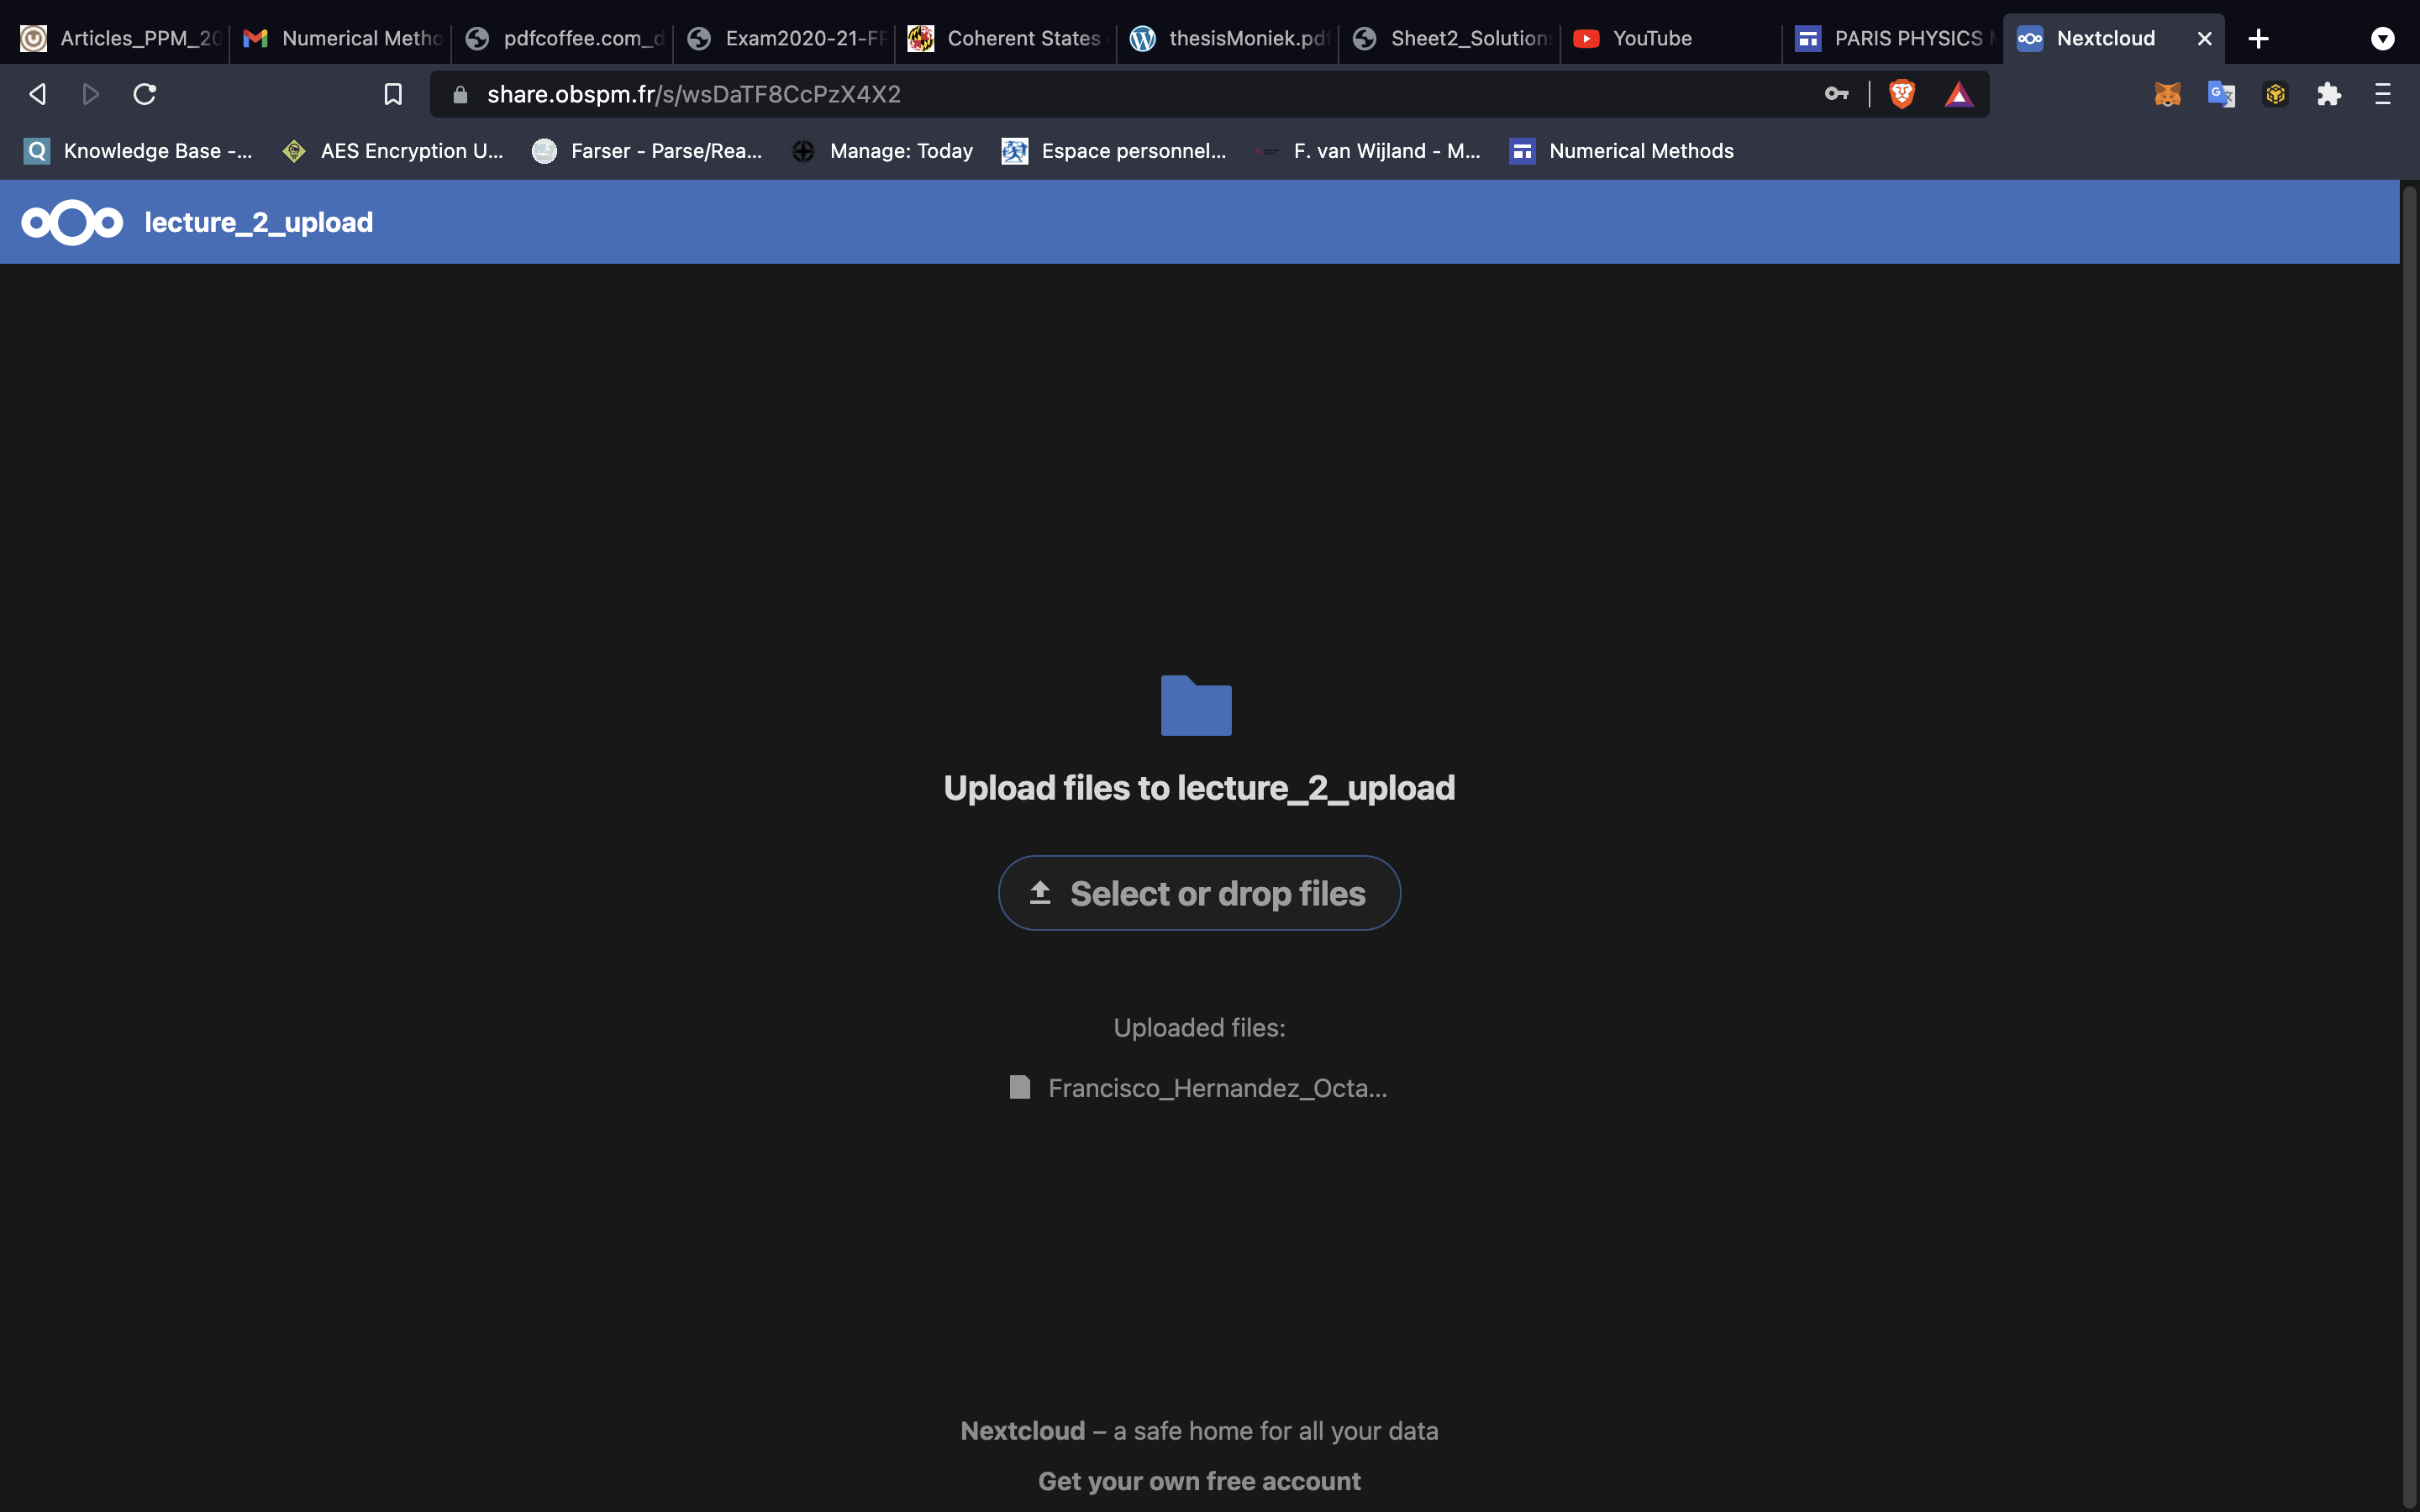 Articles_PPM_20 Numerical Metho pdfcoffee.com_d Exam2020-21-FF Coherent States thesisMoniek.pdf Sheet2_Solutions YouTube PARIS PHYSICS Nextcloud
share.obspm.fr/s/wsDaTF8CcPzX4X2
Knowledge Base -... AES Encryption U... Farser - Parse/Rea... Manage: Today Espace personnel... F. van Wijland - M... Numerical Methods
lecture_2_upload
Upload files to lecture_2_upload
Select or drop files
Uploaded files:
Francisco_Hernandez_Octa...
Nextcloud – a safe home for all your data
Get your own free account